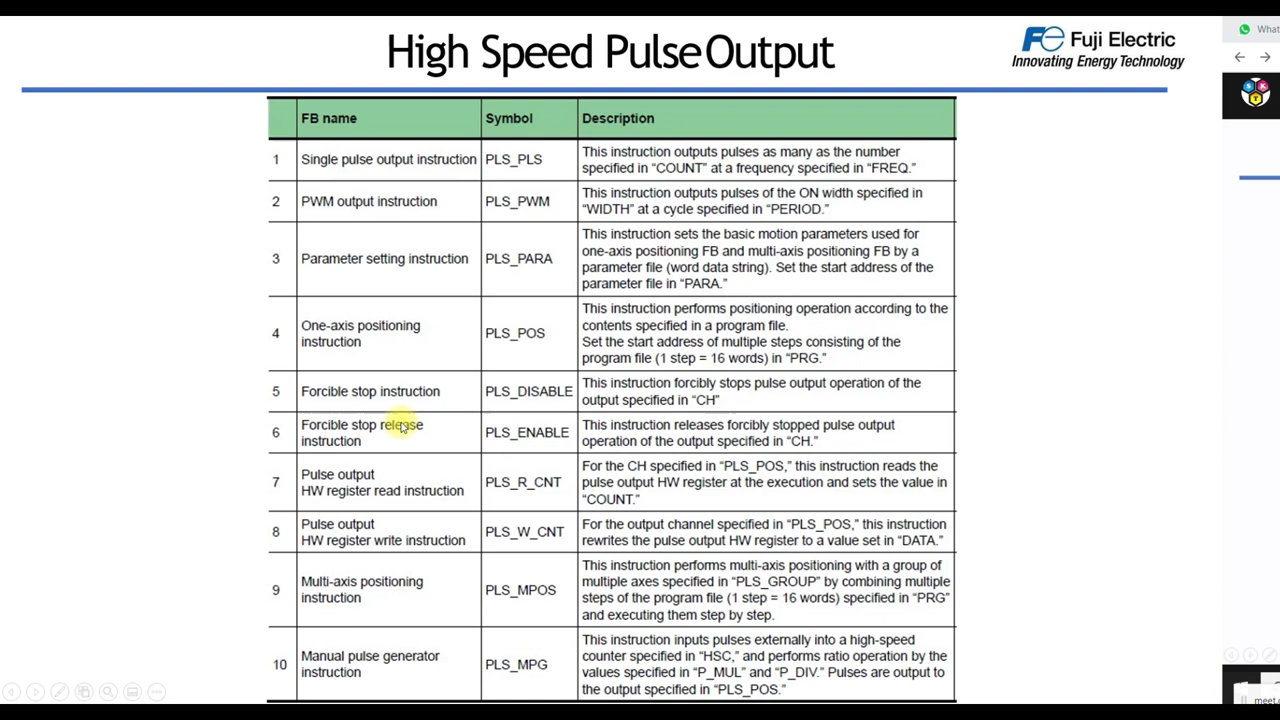 High Speed Pulse Output
Fe Fuji Electric
Innovating Energy Technology
What
S K
T
FB name Symbol Description
1 Single pulse output instruction PLS_PLS This instruction outputs pulses as many as the number
specified in “COUNT” at a frequency specified in “FREQ.”
2 PWM output instruction PLS_PWM This instruction outputs pulses of the ON width specified in
“WIDTH” at a cycle specified in “PERIOD.”
3 Parameter setting instruction PLS_PARA This instruction sets the basic motion parameters used for
one-axis positioning FB and multi-axis positioning FB by a
parameter file (word data string). Set the start address of the
parameter file in “PARA.”
4 One-axis positioning
instruction PLS_POS This instruction performs positioning operation according to the
contents specified in a program file.
Set the start address of multiple steps consisting of the
program file (1 step = 16 words) in “PRG.”
5 Forcible stop instruction PLS_DISABLE This instruction forcibly stops pulse output operation of the
output specified in “CH”
6 Forcible stop release
instruction PLS_ENABLE This instruction releases forcibly stopped pulse output
operation of the output specified in “CH.”
7 Pulse output
HW register read instruction PLS_R_CNT For the CH specified in “PLS_POS,” this instruction reads the
pulse output HW register at the execution and sets the value in
“COUNT.”
8 Pulse output
HW register write instruction PLS_W_CNT For the output channel specified in “PLS_POS,” this instruction
rewrites the pulse output HW register to a value set in “DATA.”
9 Multi-axis positioning
instruction PLS_MPOS This instruction performs multi-axis positioning with a group of
multiple axes specified in “PLS_GROUP” by combining multiple
steps of the program file (1 step = 16 words) specified in “PRG”
and executing them step by step.
10 Manual pulse generator
instruction PLS_MPG This instruction inputs pulses externally into a high-speed
counter specified in “HSC,” and performs ratio operation by the
values specified in “P_MUL” and “P_DIV.” Pulses are output to
the output specified in “PLS_POS.”
meet.